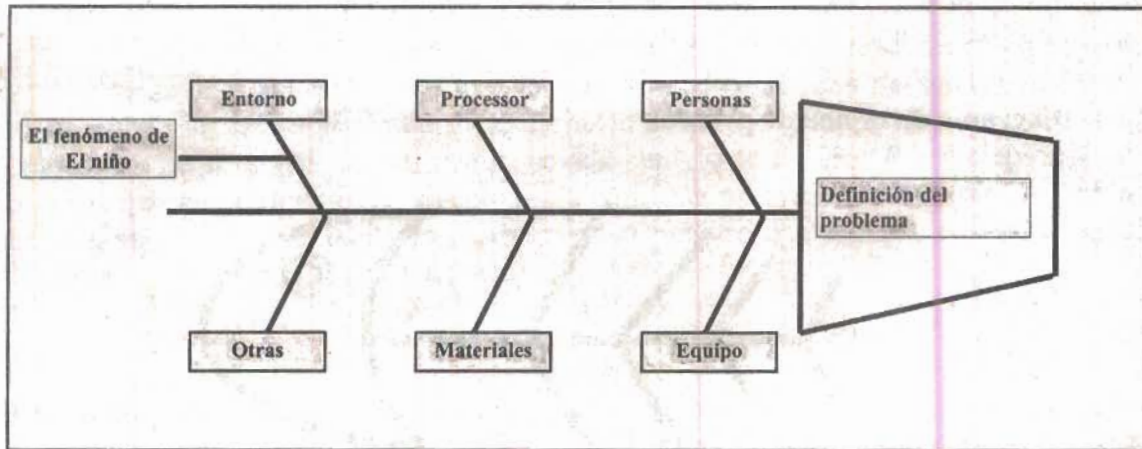 Entorno
Processor
Personas
El fenómeno de
El niño
Definición del
problema
Otras
Materiales
Equipo